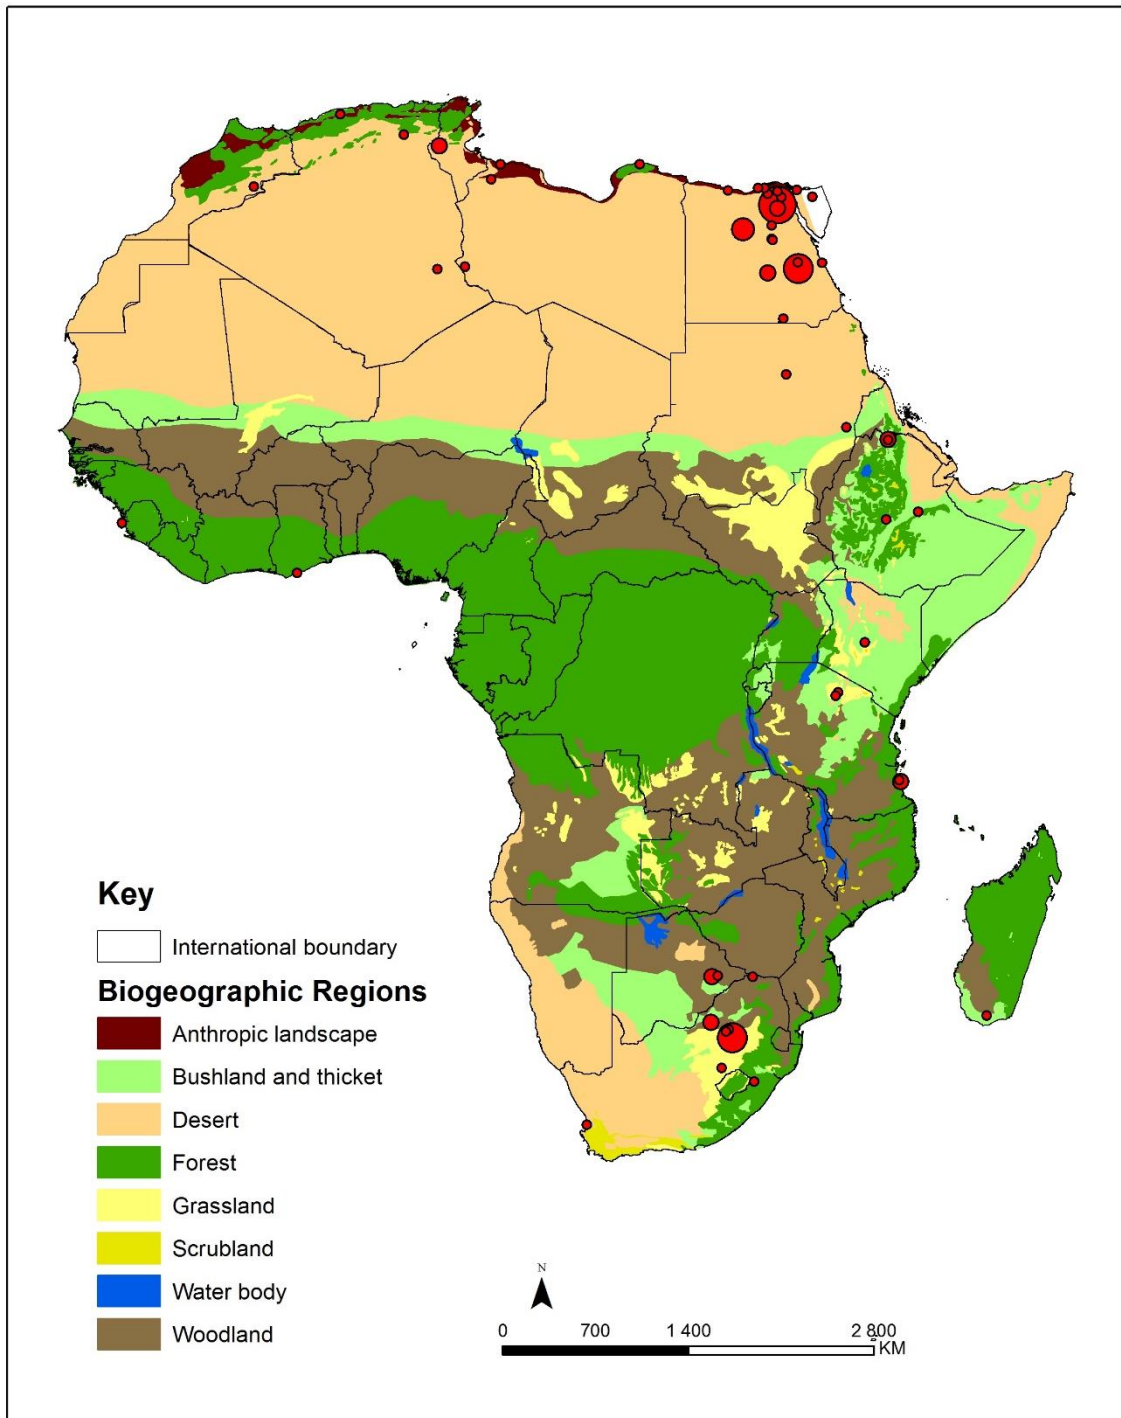 Key
International boundary
Biogeographic Regions
Anthropic landscape
Bushland and thicket
Desert
Forest
Grassland
Scrubland
Water body
Woodland
N
0 700 1 400 2 800
KM